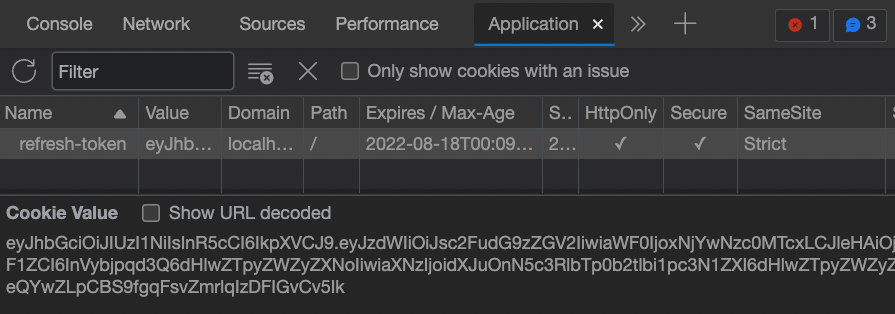 Console Network Sources Performance Application × » + 1 3
Filter Only show cookies with an issue
Name ▲ Value Domain Path Expires / Max-Age S.. HttpOnly Secure SameSite S
refresh-token eyJhb... localh... / 2022-08-18T00:09... 2... ✓ ✓ Strict
Cookie Value Show URL decoded
eyJhbGciOiJIUzI1NiIsInR5cCI6IkpXVCJ9.eyJzdWIiOiJsc2FudG9zZGV2IiwiaWF0IjoxNjYwNzc0MTcxLCJleHAiOj
F1ZCI6InVybjpqd3Q6dHlwZTpyZWZyZXNoIiwiaXNzIjoidXJuOnN5c3RlbTp0b2tlbi1pc3N1ZXI6dHlwZTpyZWZyZ
eQYwZLpCBS9fgqFsvZmrlqIzDFIGvCv5Ik